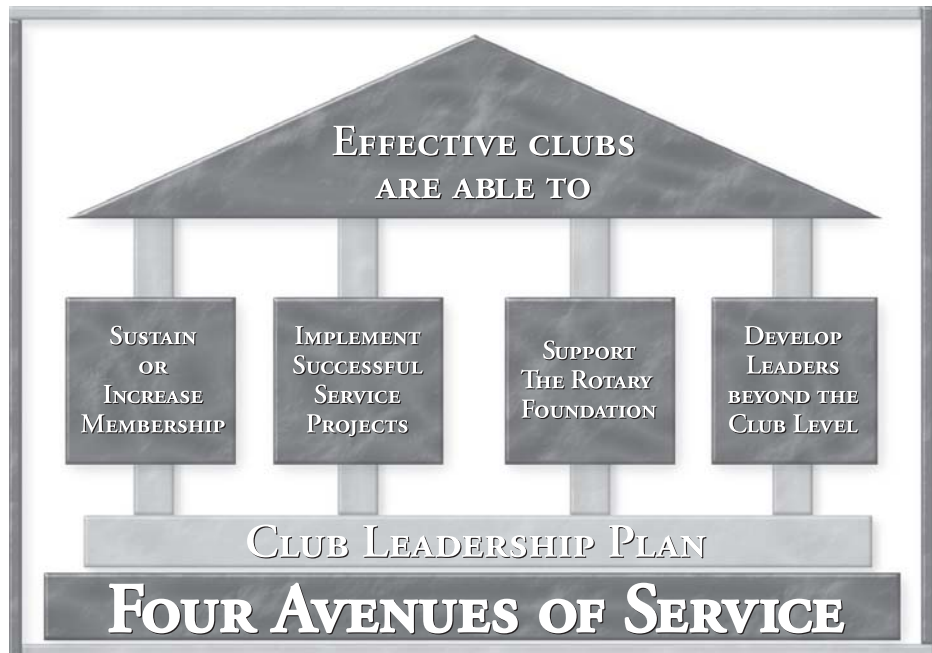 Effective clubs
are able to
Sustain
or
Increase
Membership
Implement
Successful
Service
Projects
Support
The Rotary
Foundation
Develop
Leaders
beyond the
Club Level
Club Leadership Plan
Four Avenues of Service